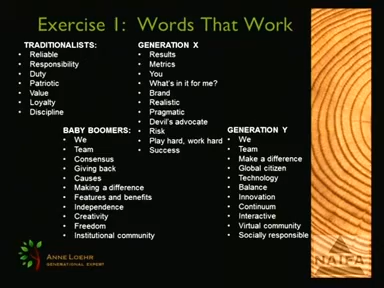 Exercise 1: Words That Work
TRADITIONALISTS:
• Reliable
• Responsibility
• Duty
• Patriotic
• Value
• Loyalty
• Discipline
GENERATION X
• Results
• Metrics
• You
• What's in it for me?
• Brand
• Realistic
• Pragmatic
• Devil's advocate
• Risk
• Play hard, work hard
• Success
BABY BOOMERS:
• We
• Team
• Consensus
• Giving back
• Causes
• Making a difference
• Features and benefits
• Independence
• Creativity
• Freedom
• Institutional community
GENERATION Y
• We
• Team
• Make a difference
• Global citizen
• Technology
• Balance
• Innovation
• Continuum
• Interactive
• Virtual community
• Socially responsible
ANNE LOEHR
GENERATIONAL EXPERT
NAIFA